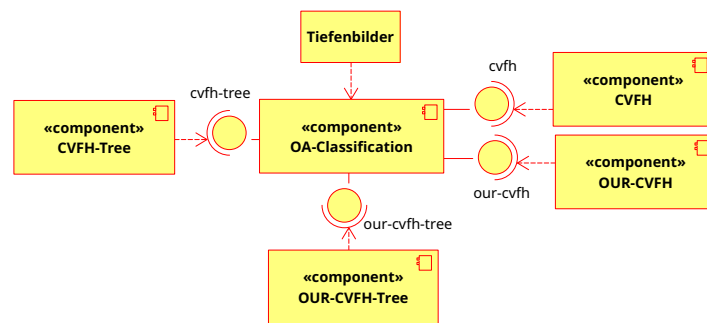 Tiefenbilder
cvfh
cvfh-tree
«component»
CVFH
«component»
CVFH-Tree
«component»
OA-Classification
«component»
OUR-CVFH
our-cvfh
our-cvfh-tree
«component»
OUR-CVFH-Tree